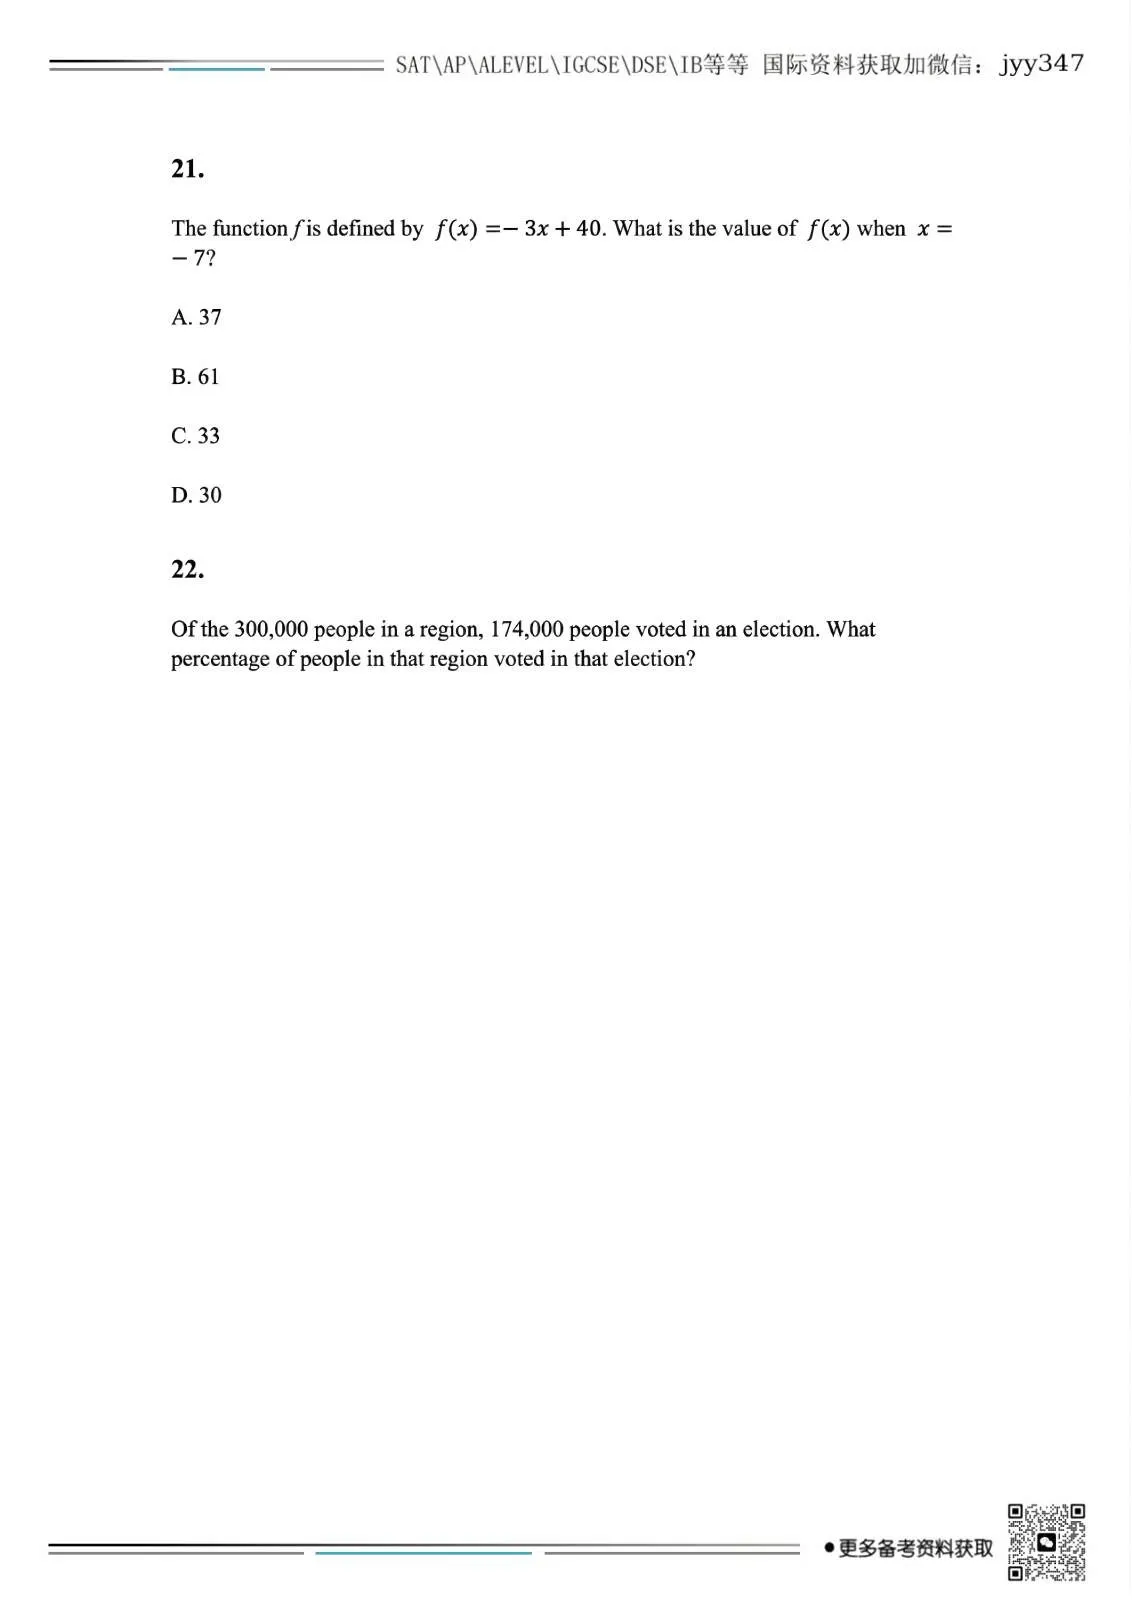 SAT\AP\ALEVEL\IGCSE\DSE\IB等等 国际资料获取加微信： jyy347
21.
The function f is defined by f(x) =− 3x + 40. What is the value of f(x) when x =
− 7?
A. 37
B. 61
C. 33
D. 30
22.
Of the 300,000 people in a region, 174,000 people voted in an election. What
percentage of people in that region voted in that election?
•更多备考资料获取